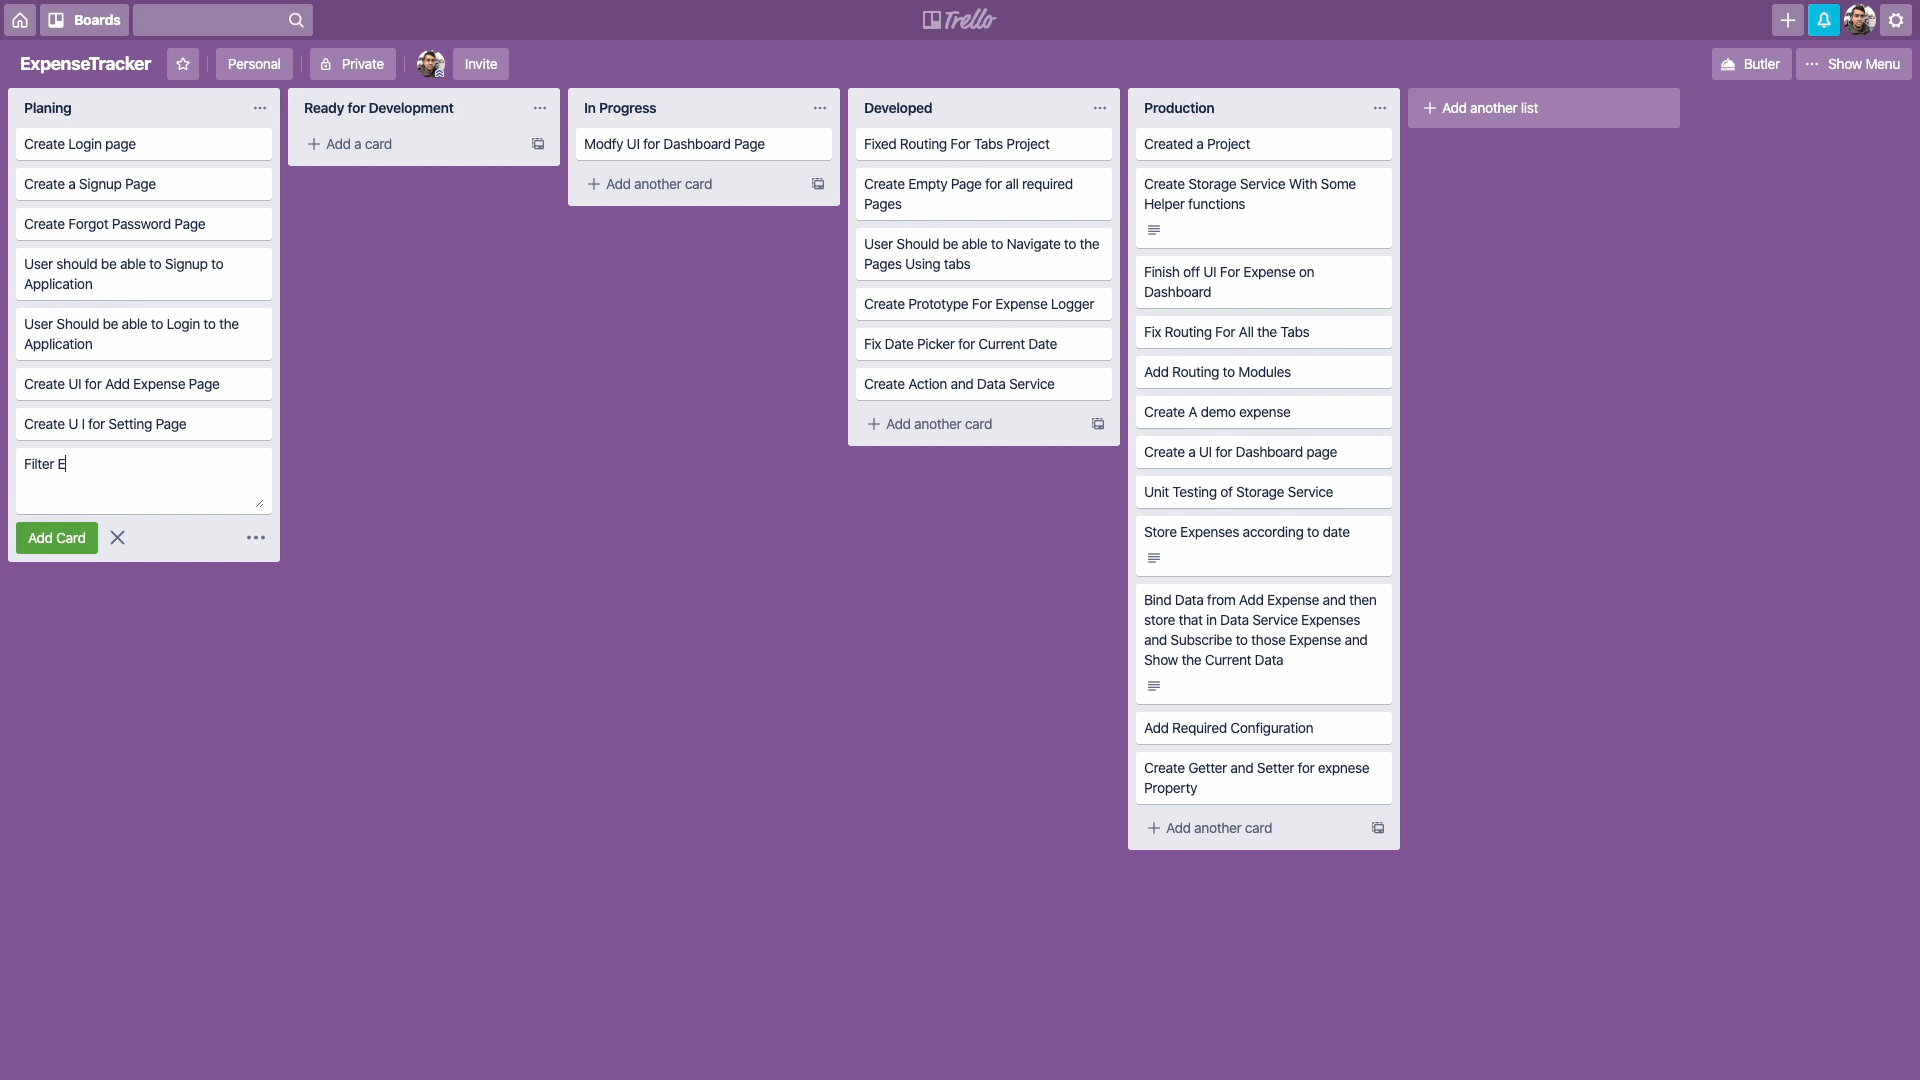 Boards
Trello
ExpenseTracker
Personal
Private
Invite
Butler
Show Menu
Planing
Create Login page
Create a Signup Page
Create Forgot Password Page
User should be able to Signup to
Application
User Should be able to Login to the
Application
Create UI for Add Expense Page
Create U I for Setting Page
Filter E
Add Card
Ready for Development
Add a card
In Progress
Modfy UI for Dashboard Page
Add another card
Developed
Fixed Routing For Tabs Project
Create Empty Page for all required
Pages
User Should be able to Navigate to the
Pages Using tabs
Create Prototype For Expense Logger
Fix Date Picker for Current Date
Create Action and Data Service
Add another card
Production
Created a Project
Create Storage Service With Some
Helper functions
Finish off UI For Expense on
Dashboard
Fix Routing For All the Tabs
Add Routing to Modules
Create A demo expense
Create a UI for Dashboard page
Unit Testing of Storage Service
Store Expenses according to date
Bind Data from Add Expense and then
store that in Data Service Expenses
and Subscribe to those Expense and
Show the Current Data
Add Required Configuration
Create Getter and Setter for expnese
Property
Add another card
Add another list